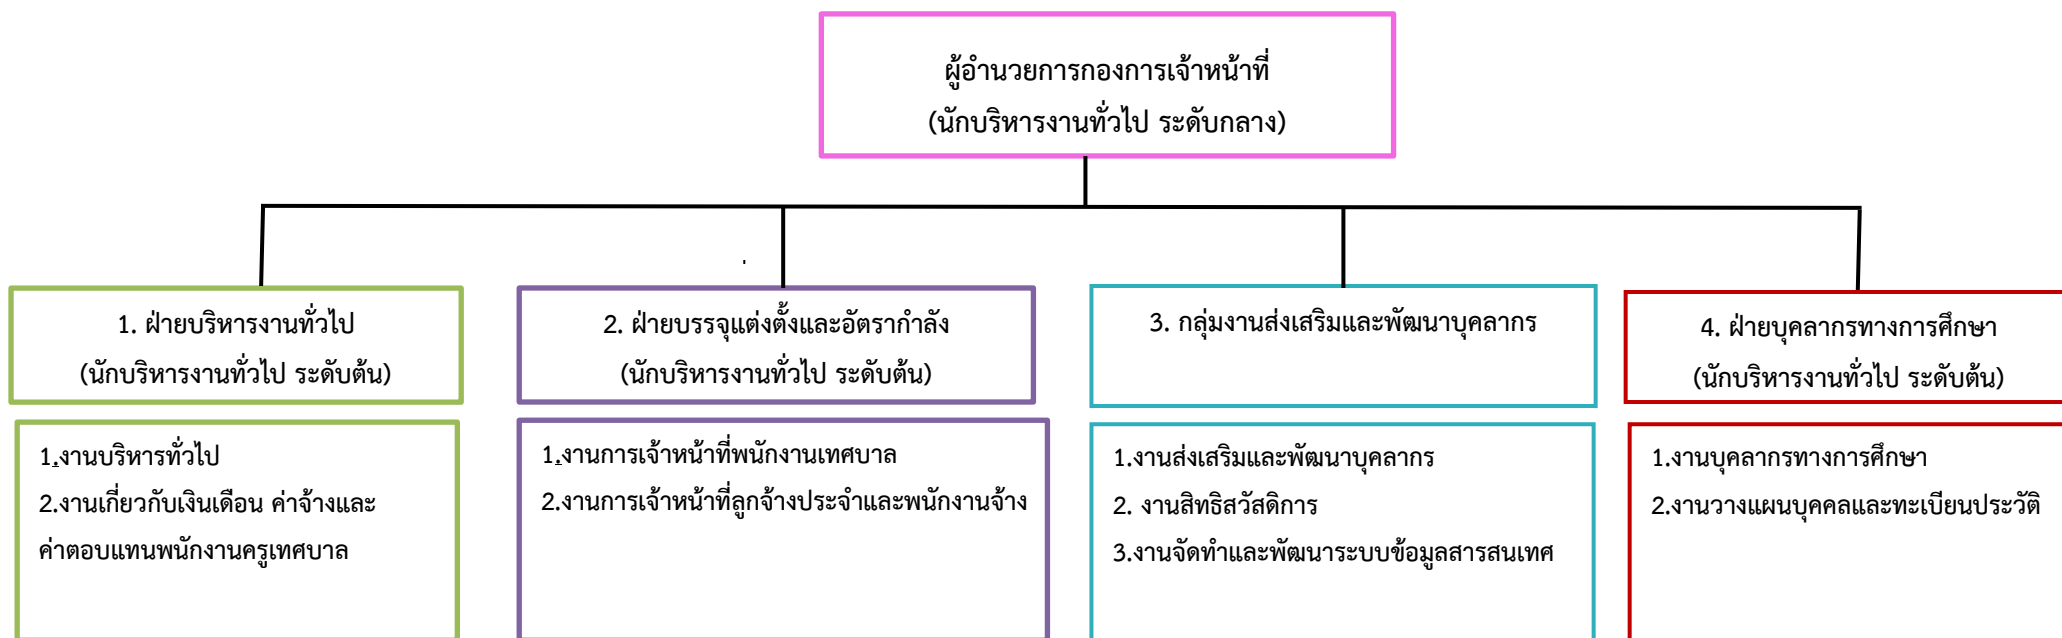 ผู้อำนวยการกองการเจ้าหน้าที่
(นักบริหารงานทั่วไป ระดับกลาง)
1. ฝ่ายบริหารงานทั่วไป
(นักบริหารงานทั่วไป ระดับต้น)
1.งานบริหารทั่วไป
2.งานเกี่ยวกับเงินเดือน ค่าจ้างและ
ค่าตอบแทนพนักงานครูเทศบาล
2. ฝ่ายบรรจุแต่งตั้งและอัตรากำลัง
(นักบริหารงานทั่วไป ระดับต้น)
1.งานการเจ้าหน้าที่พนักงานเทศบาล
2.งานการเจ้าหน้าที่ลูกจ้างประจำและพนักงานจ้าง
3. กลุ่มงานส่งเสริมและพัฒนาบุคลากร
1.งานส่งเสริมและพัฒนาบุคลากร
2. งานสิทธิสวัสดิการ
3.งานจัดทำและพัฒนาระบบข้อมูลสารสนเทศ
4. ฝ่ายบุคลากรทางการศึกษา
(นักบริหารงานทั่วไป ระดับต้น)
1.งานบุคลากรทางการศึกษา
2.งานวางแผนบุคคลและทะเบียนประวัติ